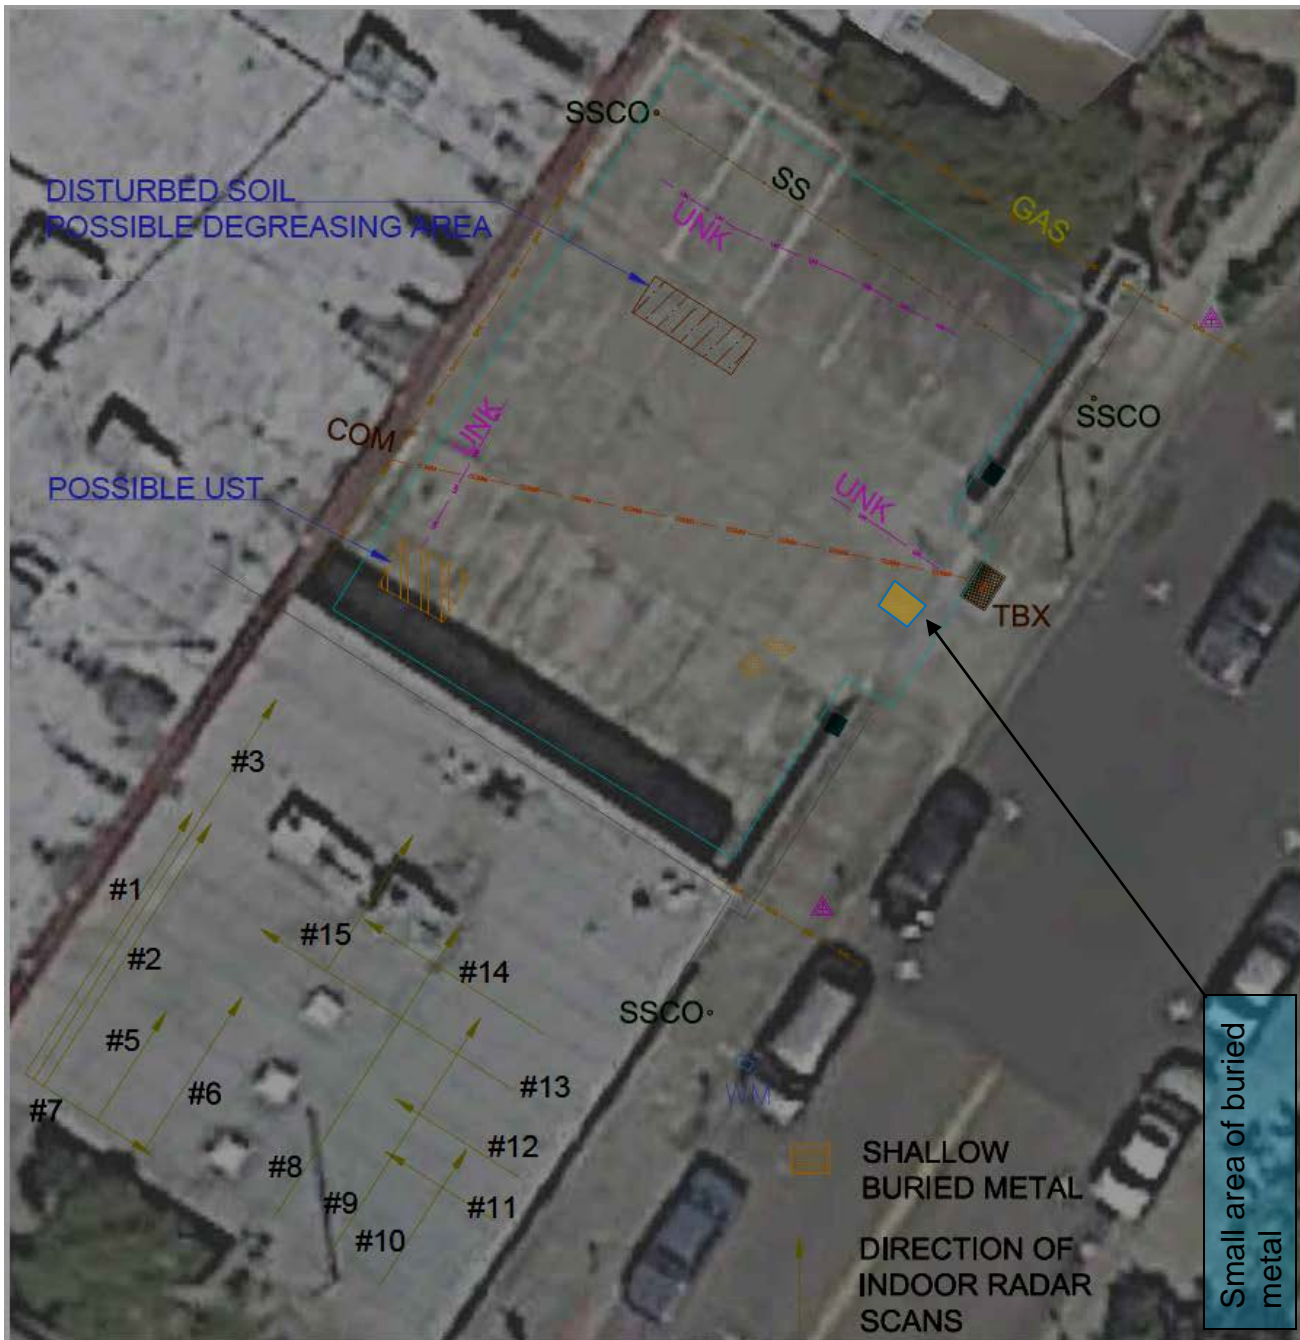 SSCO
SS
DISTURBED SOIL
POSSIBLE DEGREASING AREA
UNK
GAS
SSCO
COM
UNK
POSSIBLE UST
UNK
TBX
#3
#1
#2
#15
#14
#5
SSCO
#13
#6
#7
WM
#12
#8
#9
#11
#10
SHALLOW
BURIED METAL
DIRECTION OF
INDOOR RADAR
SCANS
Small area of buried
metal